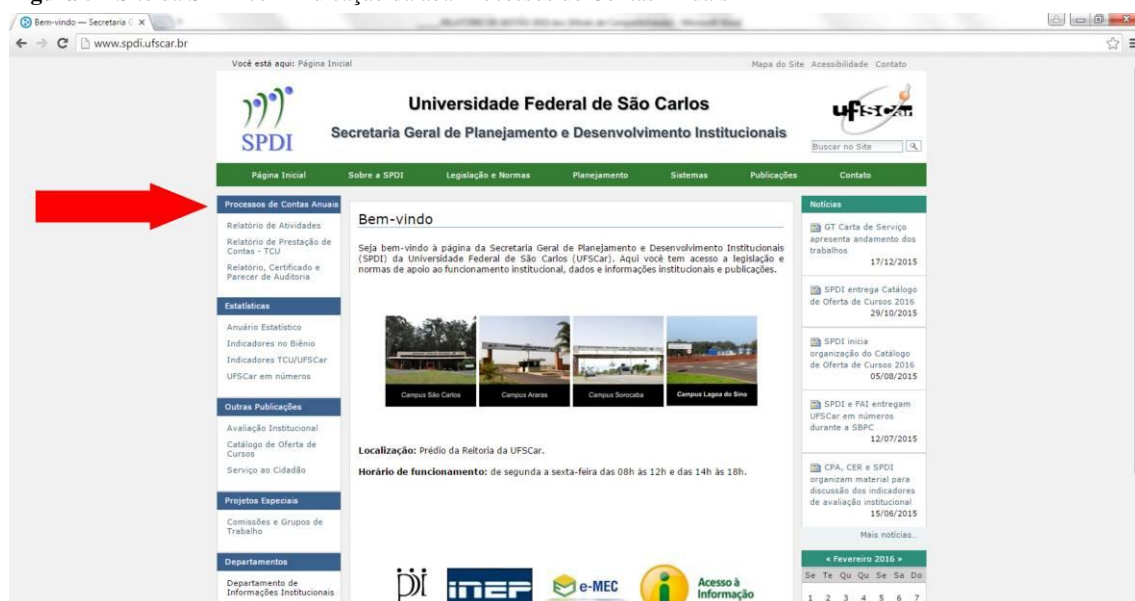 Bem-vindo — Secretaria G
www.spdi.ufscar.br
Você está aqui: Página Inicial
Mapa do Site Acessibilidade Contato
SPDI
Universidade Federal de São Carlos
Secretaria Geral de Planejamento e Desenvolvimento Institucionais
ufscar
Buscar no Site
Página Inicial Sobre a SPDI Legislação e Normas Planejamento Sistemas Publicações Contato
Processos de Contas Anuais
Relatório de Atividades
Relatório de Prestação de
Contas - TCU
Relatório, Certificado e
Parecer de Auditoria
Estatísticas
Anuário Estatístico
Indicadores no Biênio
Indicadores TCU/UFSCar
UFSCar em números
Outras Publicações
Avaliação Institucional
Catálogo de Oferta de
Cursos
Serviço ao Cidadão
Projetos Especiais
Comissões e Grupos de
Trabalho
Departamentos
Departamento de
Informações Institucionais
Bem-vindo
Seja bem-vindo à página da Secretaria Geral de Planejamento e Desenvolvimento Institucionais
(SPDI) da Universidade Federal de São Carlos (UFSCar). Aqui você tem acesso a legislação e
normas de apoio ao funcionamento institucional, dados e informações institucionais e publicações.
Campus São Carlos Campus Araras Campus Sorocaba Campus Lagoa do Sino
Localização: Prédio da Reitoria da UFSCar.
Horário de funcionamento: de segunda a sexta-feira das 08h às 12h e das 14h às 18h.
inep
e-MEC
Acesso à
Informação
Notícias
GT Carta de Serviço
apresenta andamento dos
trabalhos
17/12/2015
SPDI entrega Catálogo
de Oferta de Cursos 2016
29/10/2015
SPDI inicia
organização do Catálogo
de Oferta de Cursos 2016
05/08/2015
SPDI e FAI entregam
UFSCar em números
durante a SBPC
12/07/2015
CPA, CER e SPDI
organizam material para
discussão dos indicadores
de avaliação institucional
15/06/2015
Mais notícias...
« Fevereiro 2016 »
Se Te Qu Qu Se Sa Do
1 2 3 4 5 6 7